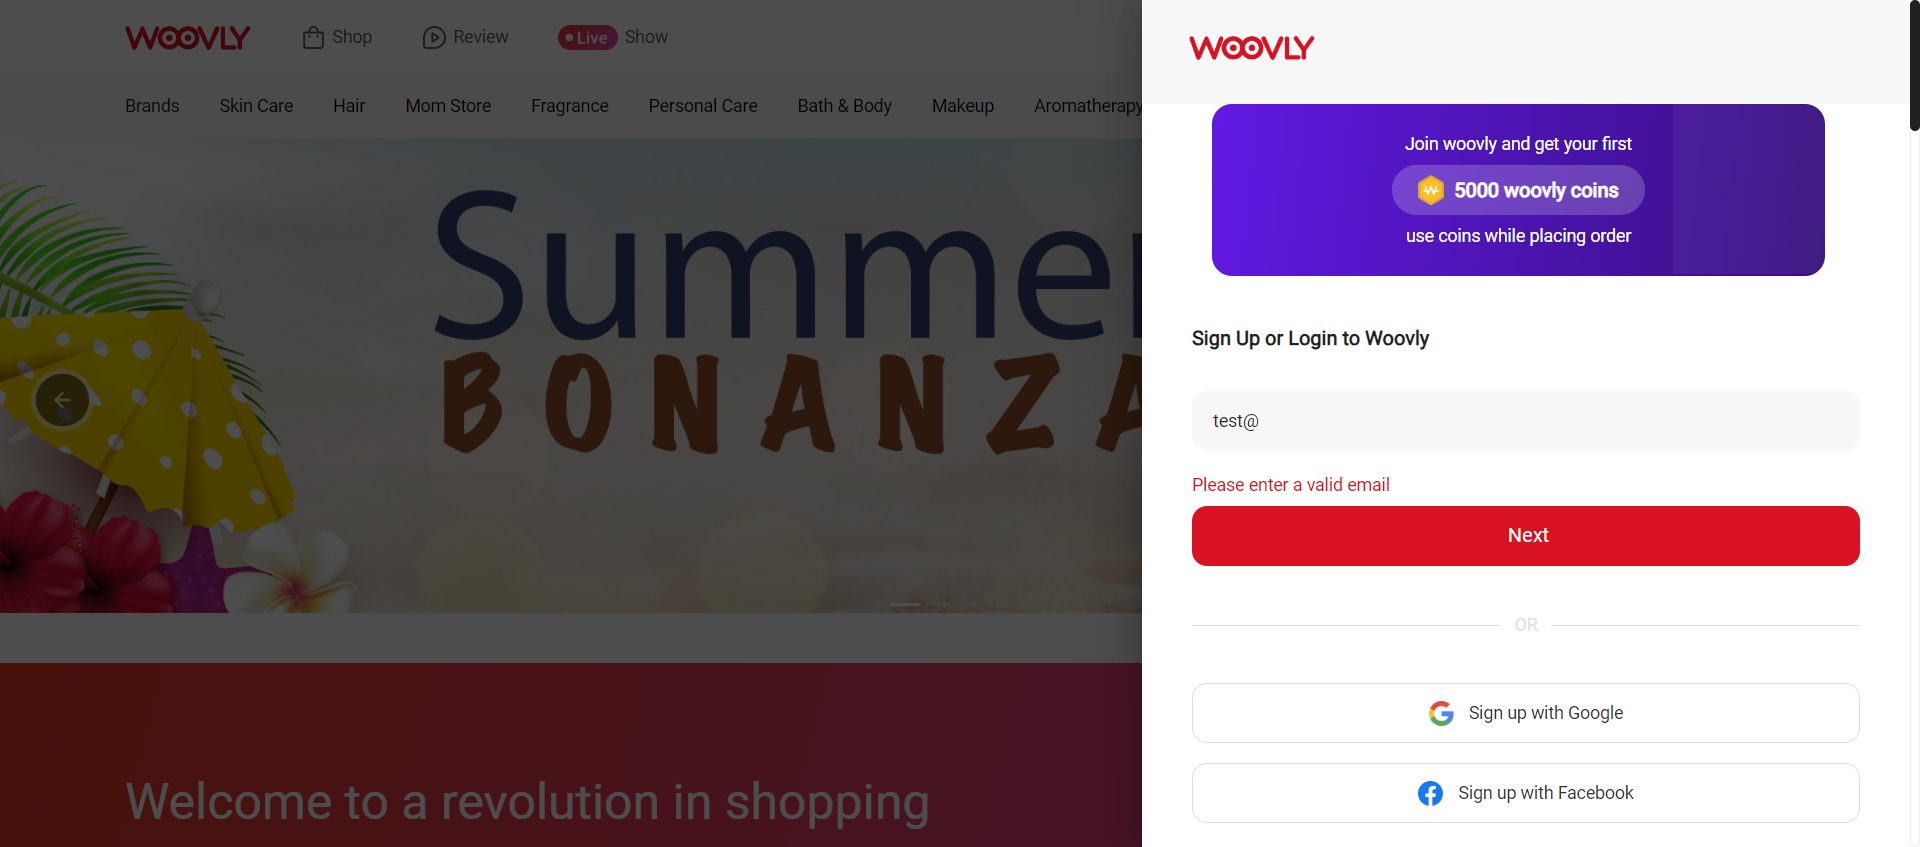 WOOVLY
Shop
Review
Live Show
Brands
Skin Care
Hair
Mom Store
Fragrance
Personal Care
Bath & Body
Makeup
Aromatherapy
Summer
BONANZA
Welcome to a revolution in shopping
WOOVLY
Join woovly and get your first
5000 woovly coins
use coins while placing order
Sign Up or Login to Woovly
test@
Please enter a valid email
Next
OR
Sign up with Google
Sign up with Facebook